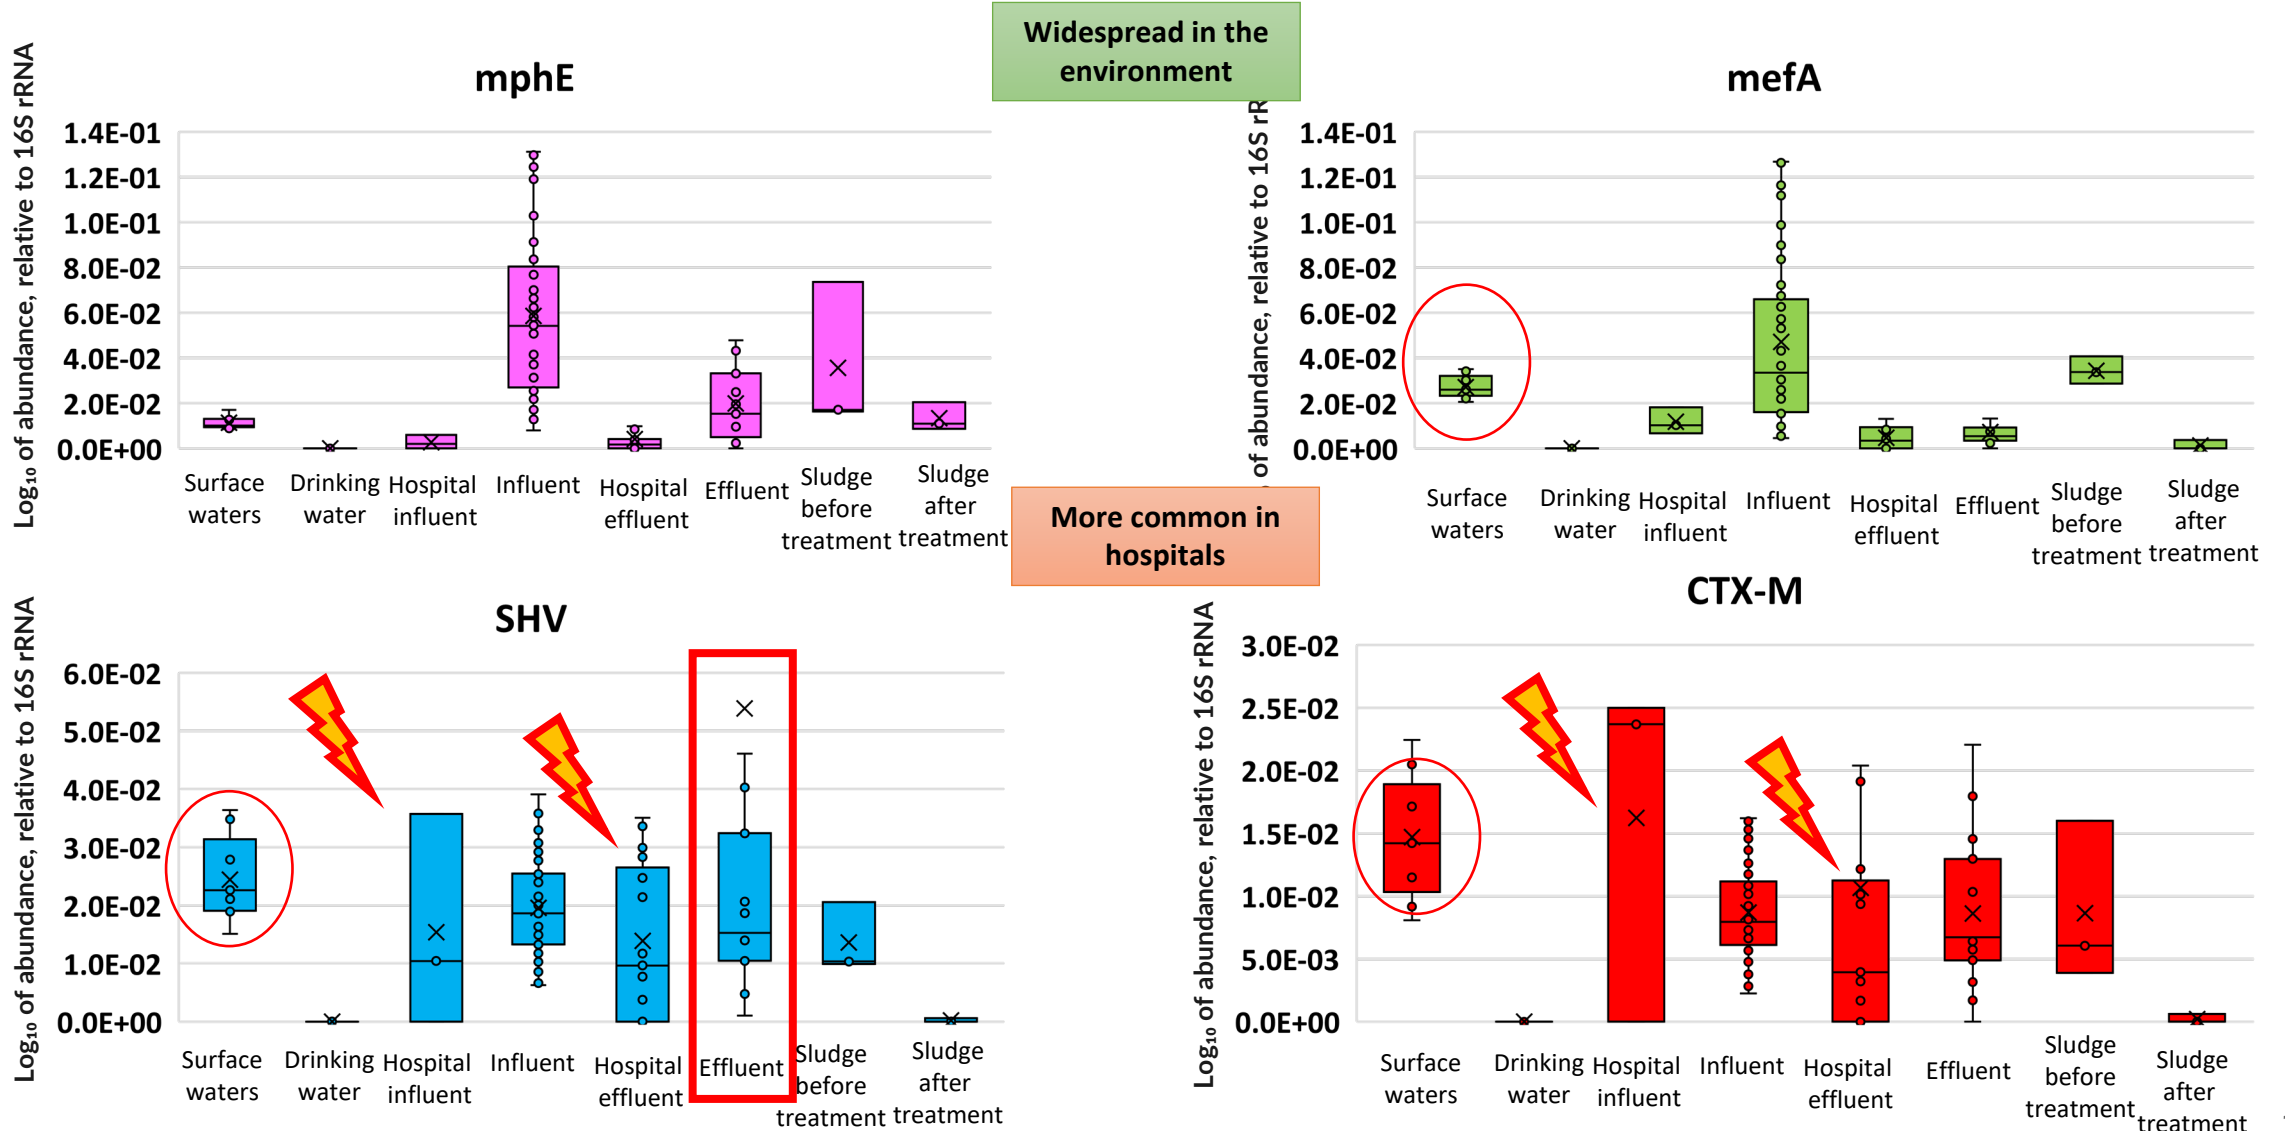 Widespread in the
environment
mphE
Log₁₀ of abundance, relative to 16S rRNA
1.4E-01
1.2E-01
1.0E-01
8.0E-02
6.0E-02
4.0E-02
2.0E-02
0.0E+00
Surface
waters
Drinking
water
Hospital
influent
Influent
Hospital
effluent
Effluent
Sludge
before
treatment
Sludge
after
treatment
mefA
of abundance, relative to 16S rR
1.4E-01
1.2E-01
1.0E-01
8.0E-02
6.0E-02
4.0E-02
2.0E-02
0.0E+00
Surface
waters
Drinking
water
Hospital
influent
Influent
Hospital
effluent
Effluent
Sludge
before
treatment
Sludge
after
treatment
More common in
hospitals
SHV
Log₁₀ of abundance, relative to 16S rRNA
6.0E-02
5.0E-02
4.0E-02
3.0E-02
2.0E-02
1.0E-02
0.0E+00
Surface
waters
Drinking
water
Hospital
influent
Influent
Hospital
effluent
Effluent
Sludge
before
treatment
Sludge
after
treatment
CTX-M
Log₁₀ of abundance, relative to 16S rRNA
3.0E-02
2.5E-02
2.0E-02
1.5E-02
1.0E-02
5.0E-03
0.0E+00
Surface
waters
Drinking
water
Hospital
influent
Influent
Hospital
effluent
Effluent
Sludge
before
treatment
Sludge
after
treatment